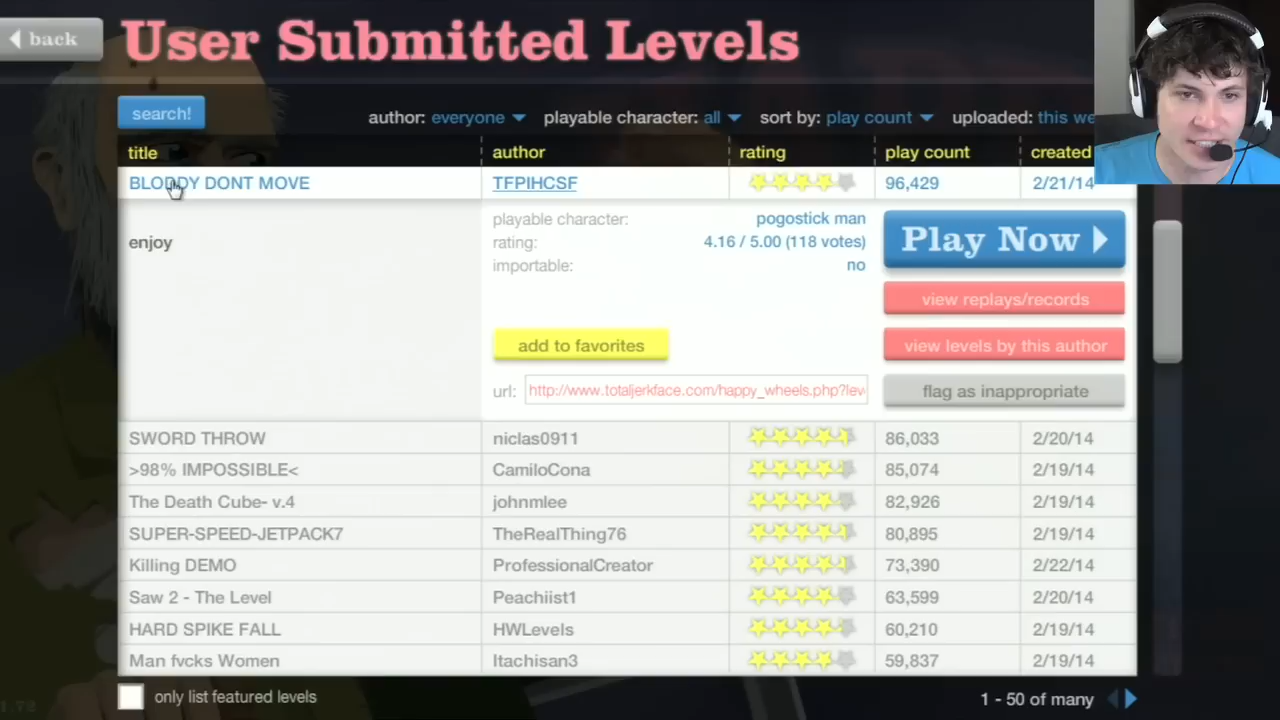 back
User Submitted Levels
search!
author: everyone playable character: all sort by: play count uploaded: this we
title author rating play count created
BLODDY DONT MOVE TFPIHCSF 96,429 2/21/14
enjoy
playable character: pogostick man
rating: 4.16 / 5.00 (118 votes)
importable: no
Play Now
view replays/records
add to favorites
view levels by this author
url: http://www.totaljerkface.com/happy_wheels.php?lev
flag as inappropriate
SWORD THROW niclas0911 86,033 2/20/14
>98% IMPOSSIBLE< CamiloCona 85,074 2/19/14
The Death Cube- v.4 johnmlee 82,926 2/19/14
SUPER-SPEED-JETPACK7 TheRealThing76 80,895 2/19/14
Killing DEMO ProfessionalCreator 73,390 2/22/14
Saw 2 - The Level Peachiist1 63,599 2/20/14
HARD SPIKE FALL HWLevels 60,210 2/19/14
Man fvcks Women Itachisan3 59,837 2/19/14
only list featured levels
1 - 50 of many